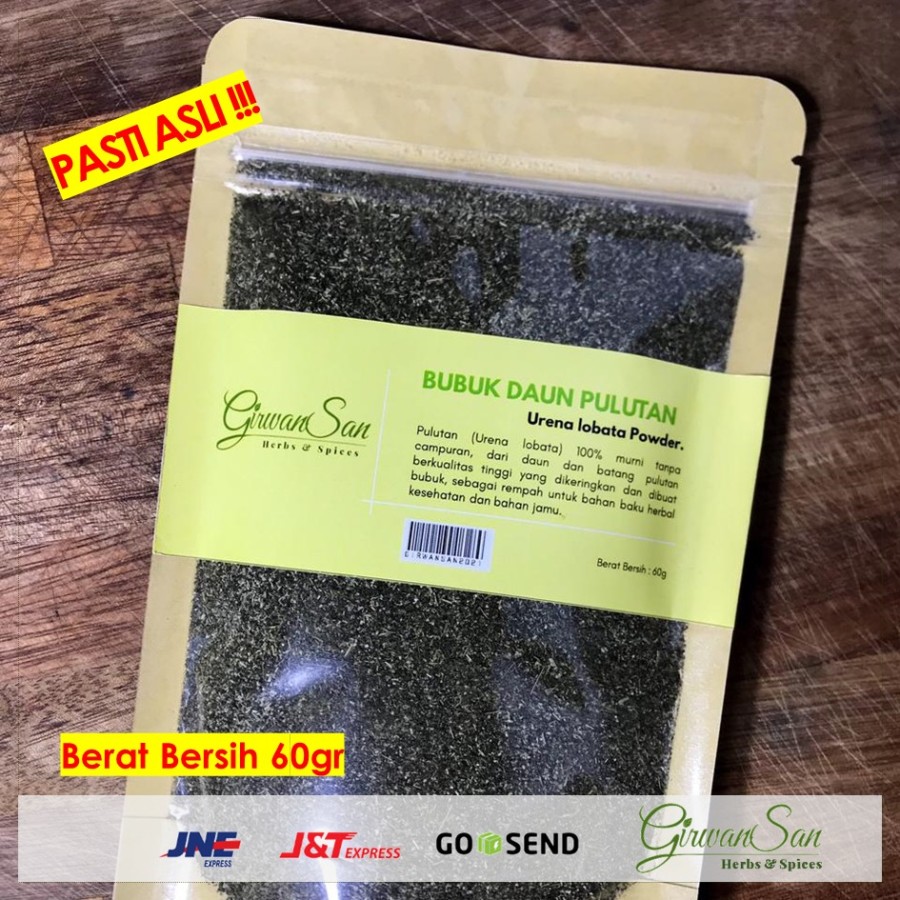 PASTI ASLI !!!
GirwanSan
Herbs & Spices
BUBUK DAUN PULUTAN
Urena lobata Powder.
Pulutan (Urena lobata) 100% murni tanpa
campuran, dari daun dan batang pulutan
berkualitas tinggi yang dikeringkan dan dibuat
bubuk, sebagai rempah untuk bahan baku herbal
kesehatan dan bahan jamu.
GIRWANSAN2021
Berat Bersih : 60g
Berat Bersih 60gr
JNE
EXPRESS
J&T EXPRESS
GO SEND
GirwanSan
Herbs & Spices